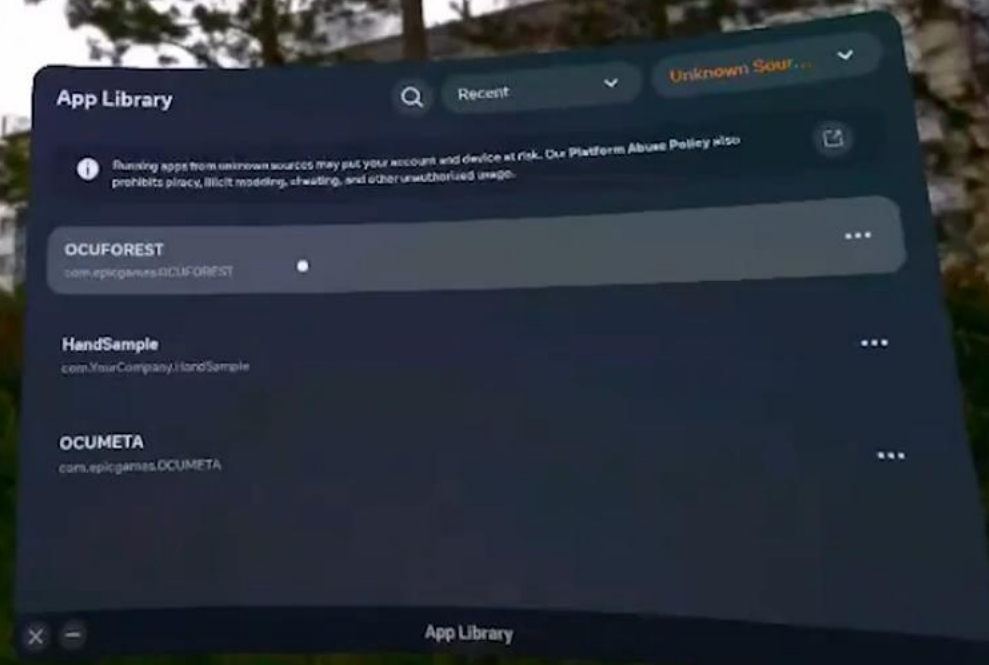 App Library
Recent
Unknown Sour...
Running apps from unknown sources may put your account and device at risk. Our Platform Abuse Policy also
prohibits piracy, illicit modding, cheating, and other unauthorized usage.
OCUFOREST
com.epicgames.OCUFOREST
HandSample
com.YourCompany.HandSample
OCUMETA
com.epicgames.OCUMETA
App Library